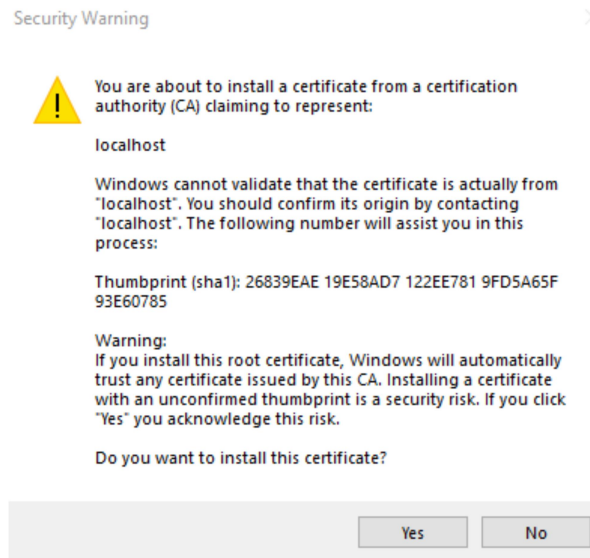 Security Warning
You are about to install a certificate from a certification
authority (CA) claiming to represent:
localhost
Windows cannot validate that the certificate is actually from
"localhost". You should confirm its origin by contacting
"localhost". The following number will assist you in this
process:
Thumbprint (sha1): 26839EAE 19E58AD7 122EE781 9FD5A65F
93E60785
Warning:
If you install this root certificate, Windows will automatically
trust any certificate issued by this CA. Installing a certificate
with an unconfirmed thumbprint is a security risk. If you click
"Yes" you acknowledge this risk.
Do you want to install this certificate?
Yes
No